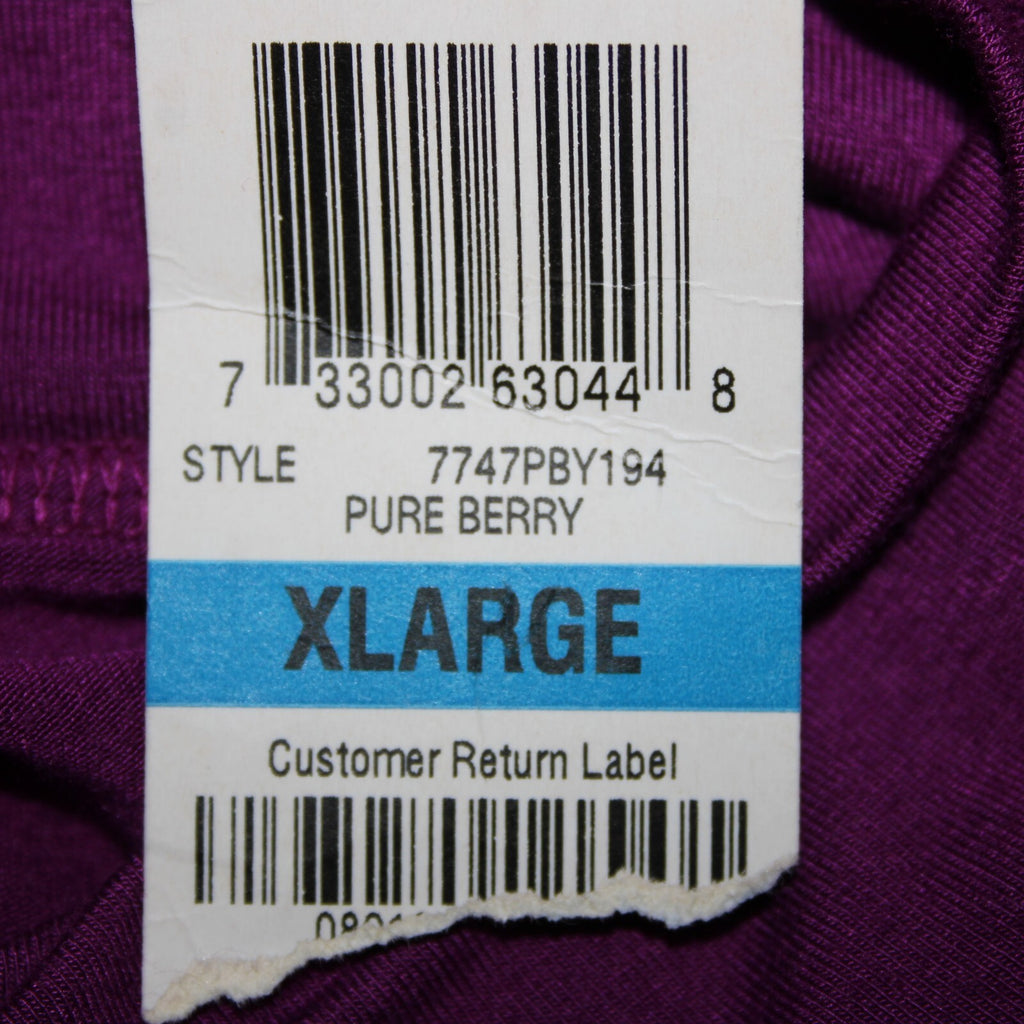 7 33002 63044 8
STYLE 7747PBY194
PURE BERRY
XLARGE
Customer Return Label